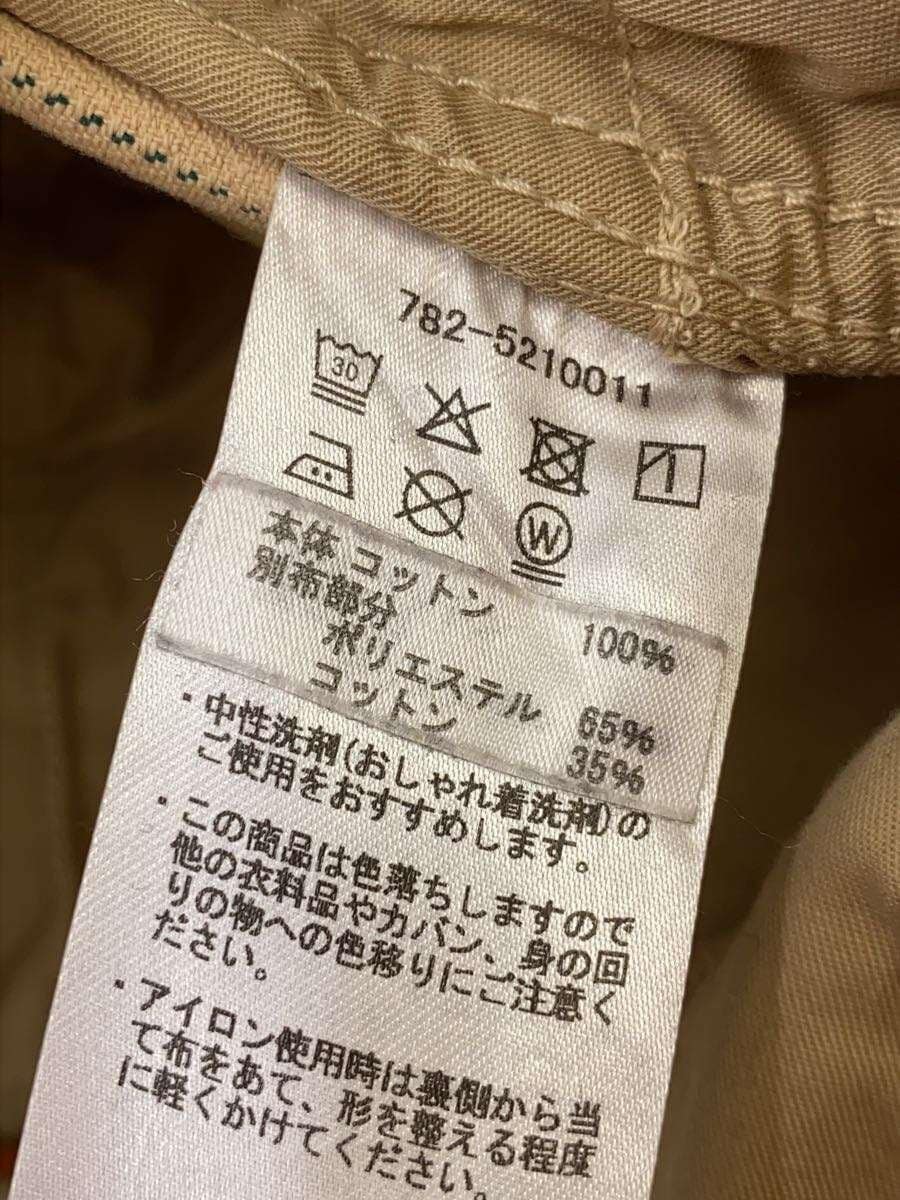 782-5210011
30
W
本体 コットン 100%
別布部分
ポリエステル 65%
コットン 35%
・中性洗剤(おしゃれ着洗剤)の
ご使用をおすすめします。
・この商品は色落ちしますので
他の衣料品やカバン、身の回
りの物への色移りにご注意く
ださい。
・アイロン使用時は裏側から当
て布をあて、形を整える程度
に軽くかけてください。